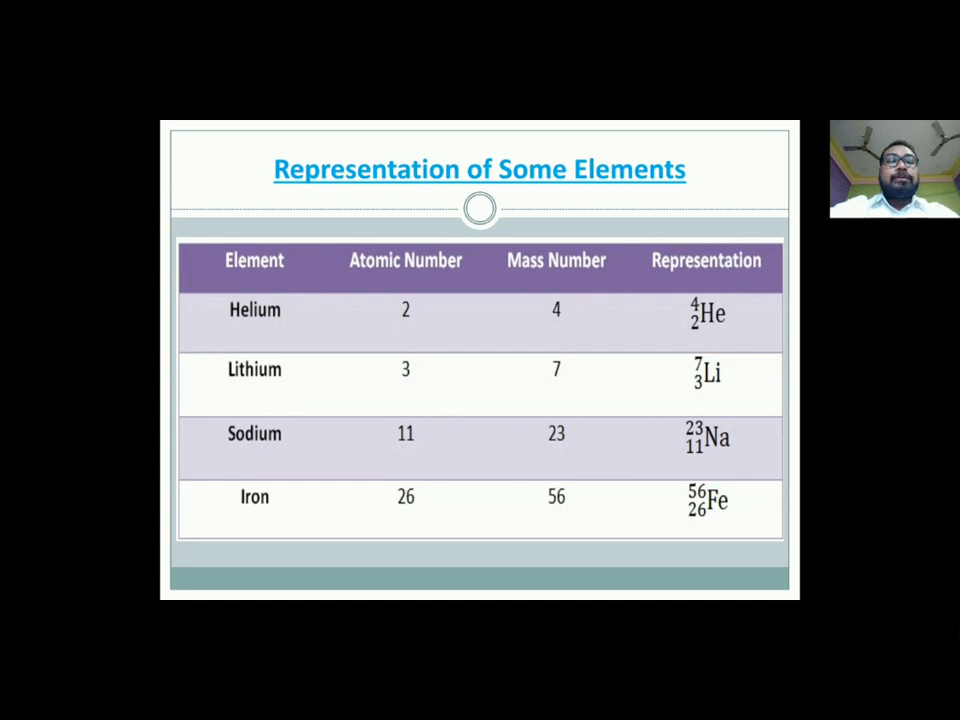 Representation of Some Elements
Element Atomic Number Mass Number Representation
Helium 2 4 ⁴₂He
Lithium 3 7 ⁷₃Li
Sodium 11 23 ²³₁₁Na
Iron 26 56 ⁵⁶₂₆Fe